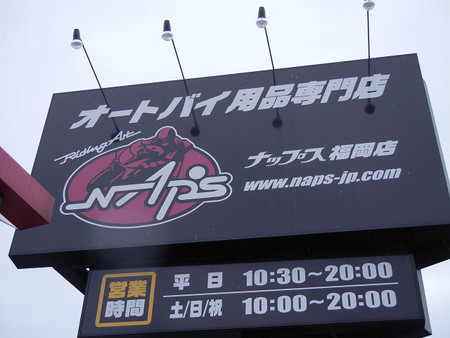 オートバイ用品専門店
Riding Art
NAPS
ナップス 福岡店
www.naps-jp.com
営業時間
平日 10:30～20:00
土/日/祝 10:00～20:00